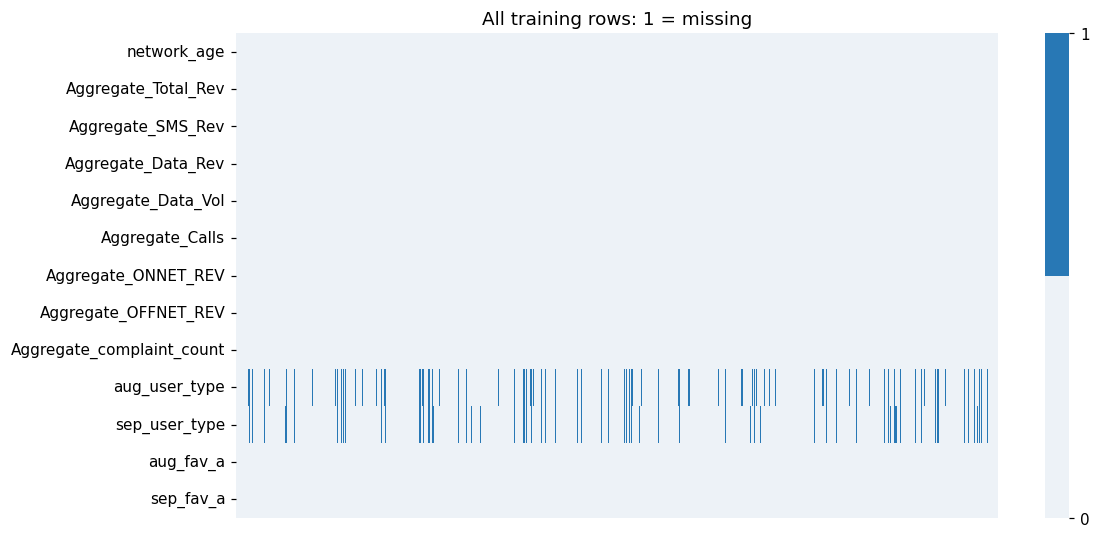 All training rows: 1 = missing
network_age
Aggregate_Total_Rev
Aggregate_SMS_Rev
Aggregate_Data_Rev
Aggregate_Data_Vol
Aggregate_Calls
Aggregate_ONNET_REV
Aggregate_OFFNET_REV
Aggregate_complaint_count
aug_user_type
sep_user_type
aug_fav_a
sep_fav_a
1
0